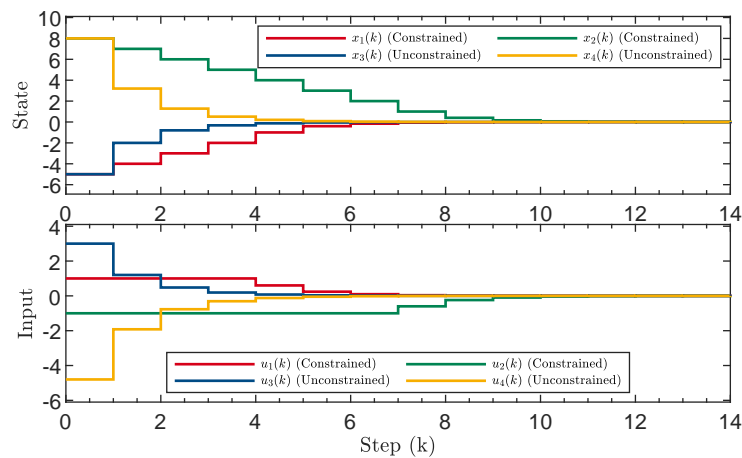 10
8
6
4
2
0
-2
-4
-6
State
x₁(k) (Constrained) x₂(k) (Constrained)
x₃(k) (Unconstrained) x₄(k) (Unconstrained)
0 2 4 6 8 10 12 14
4
2
0
-2
-4
-6
Input
u₁(k) (Constrained) u₂(k) (Constrained)
u₃(k) (Unconstrained) u₄(k) (Unconstrained)
0 2 4 6 8 10 12 14
Step (k)